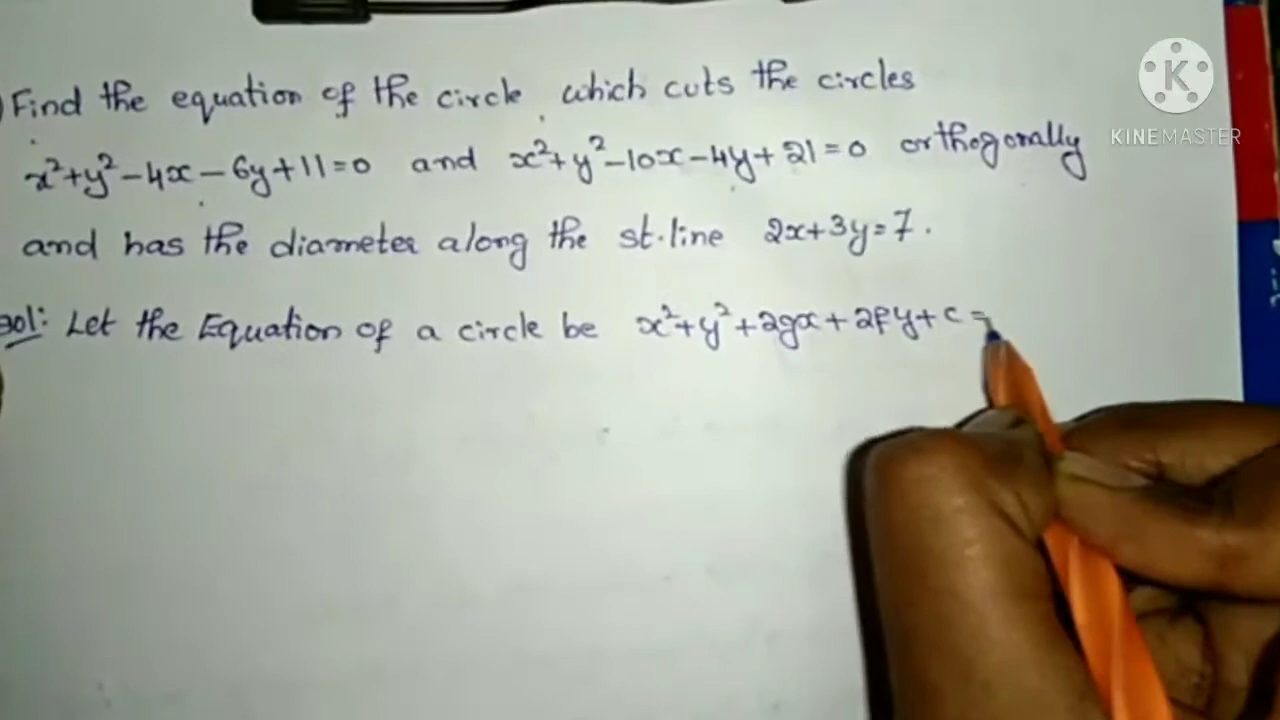 ) Find the equation of the circle which cuts the circles
x²+y²-4x-6y+11=0 and x²+y²-10x-4y+21=0 orthogonally
and has the diameter along the st.line 2x+3y=7.
Sol: Let the Equation of a circle be x²+y²+2gx+2fy+c=
K
KINEMASTER